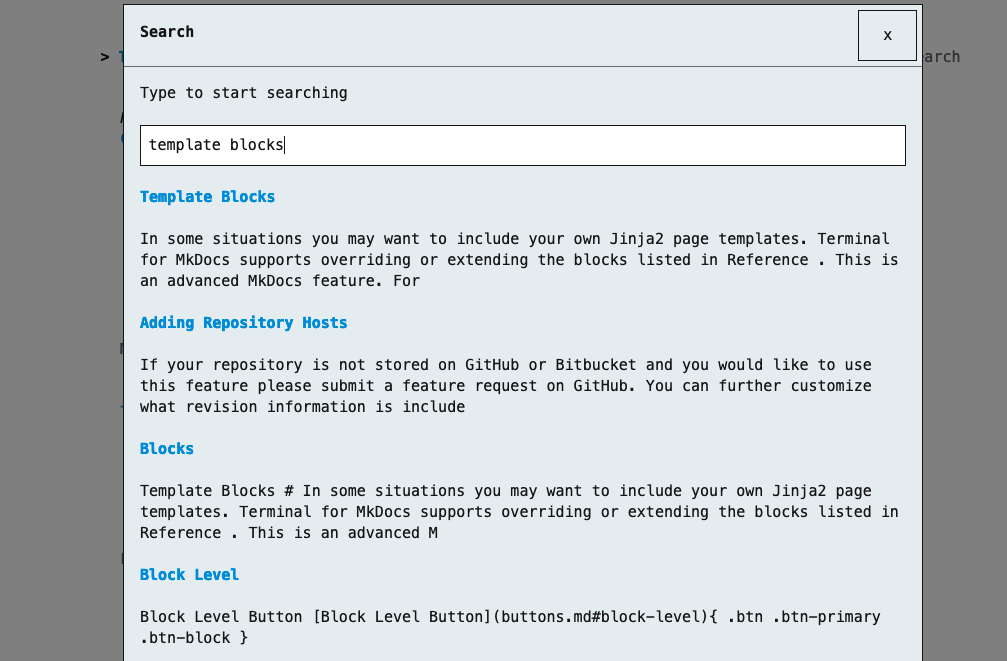 Search
x
>
arch
Type to start searching
template blocks
Template Blocks
In some situations you may want to include your own Jinja2 page templates. Terminal
for MkDocs supports overriding or extending the blocks listed in Reference . This is
an advanced MkDocs feature. For
Adding Repository Hosts
If your repository is not stored on GitHub or Bitbucket and you would like to use
this feature please submit a feature request on GitHub. You can further customize
what revision information is include
Blocks
Template Blocks # In some situations you may want to include your own Jinja2 page
templates. Terminal for MkDocs supports overriding or extending the blocks listed in
Reference . This is an advanced M
Block Level
Block Level Button [Block Level Button](buttons.md#block-level){ .btn .btn-primary
.btn-block }